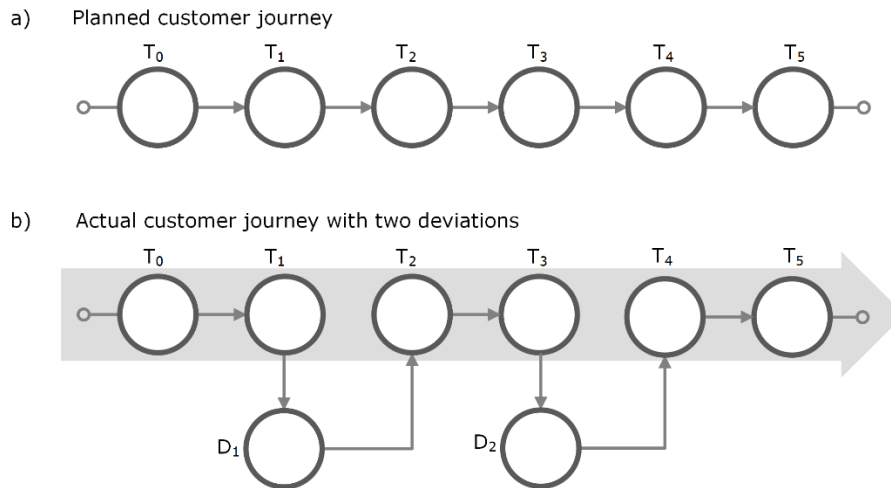 a) Planned customer journey
T₀ T₁ T₂ T₃ T₄ T₅
b) Actual customer journey with two deviations
T₀ T₁ T₂ T₃ T₄ T₅
D₁ D₂